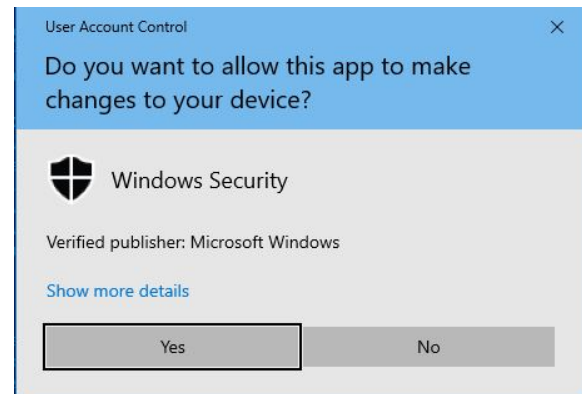 User Account Control
Do you want to allow this app to make
changes to your device?
Windows Security
Verified publisher: Microsoft Windows
Show more details
Yes
No